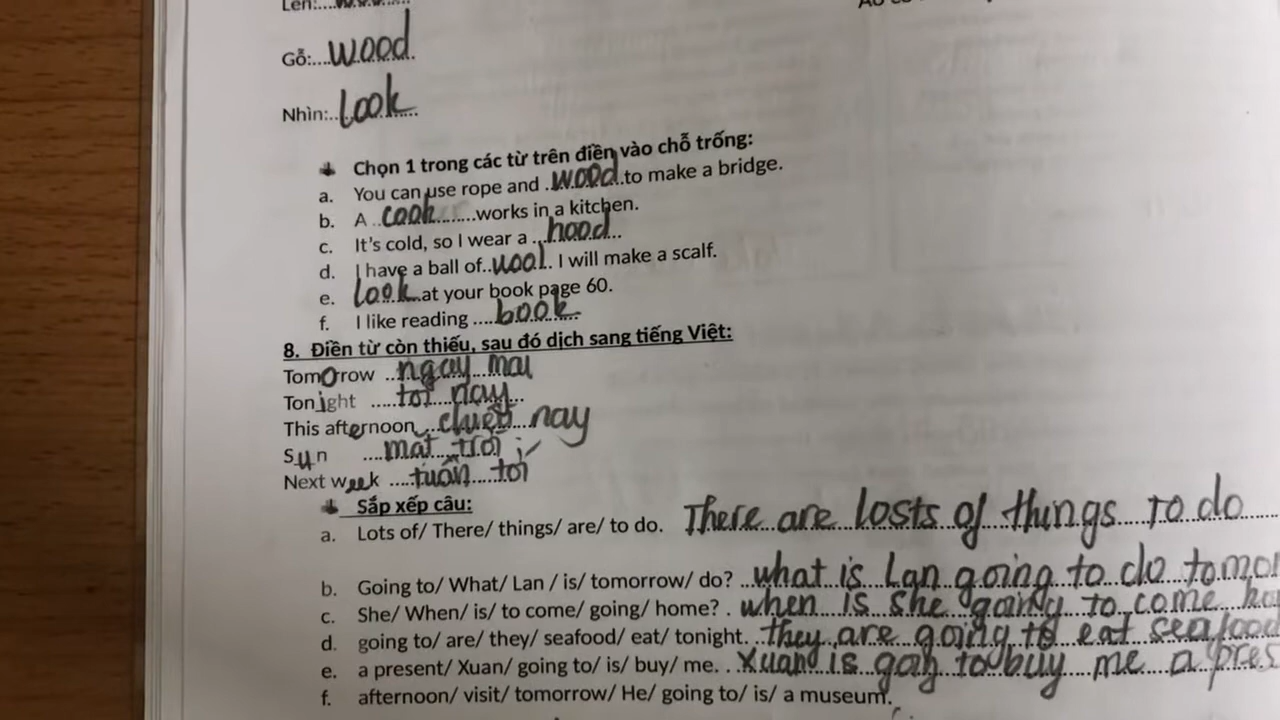 Len:....
Gỗ:....wood.
Nhìn:..look....
Chọn 1 trong các từ trên điền vào chỗ trống:
a. You can use rope and .wood.to make a bridge.
b. A ..cook.......works in a kitchen.
c. It's cold, so I wear a ..hood...
d. I have a ball of..wool.. I will make a scalf.
e. Look..at your book page 60.
f. I like reading ....book..
8. Điền từ còn thiếu, sau đó dịch sang tiếng Việt:
Tomorrow ..ngay mai
Tonight .....toi nay...
This afternoon...chiều nay
Sun ....mat troi
Next week ....tuần tới
Sắp xếp câu:
a. Lots of/ There/ things/ are/ to do. There are losts of things to do
b. Going to/ What/ Lan / is/ tomorrow/ do? ..what is Lan going to do
c. She/ When/ is/ to come/ going/ home? . when is she going to come
d. going to/ are/ they/ seafood/ eat/ tonight. .they are going to eat seafood
e. a present/ Xuan/ going to/ is/ buy/ me. . Xuan is goig to buy me a
f. afternoon/ visit/ tomorrow/ He/ going to/ is/ a museum.